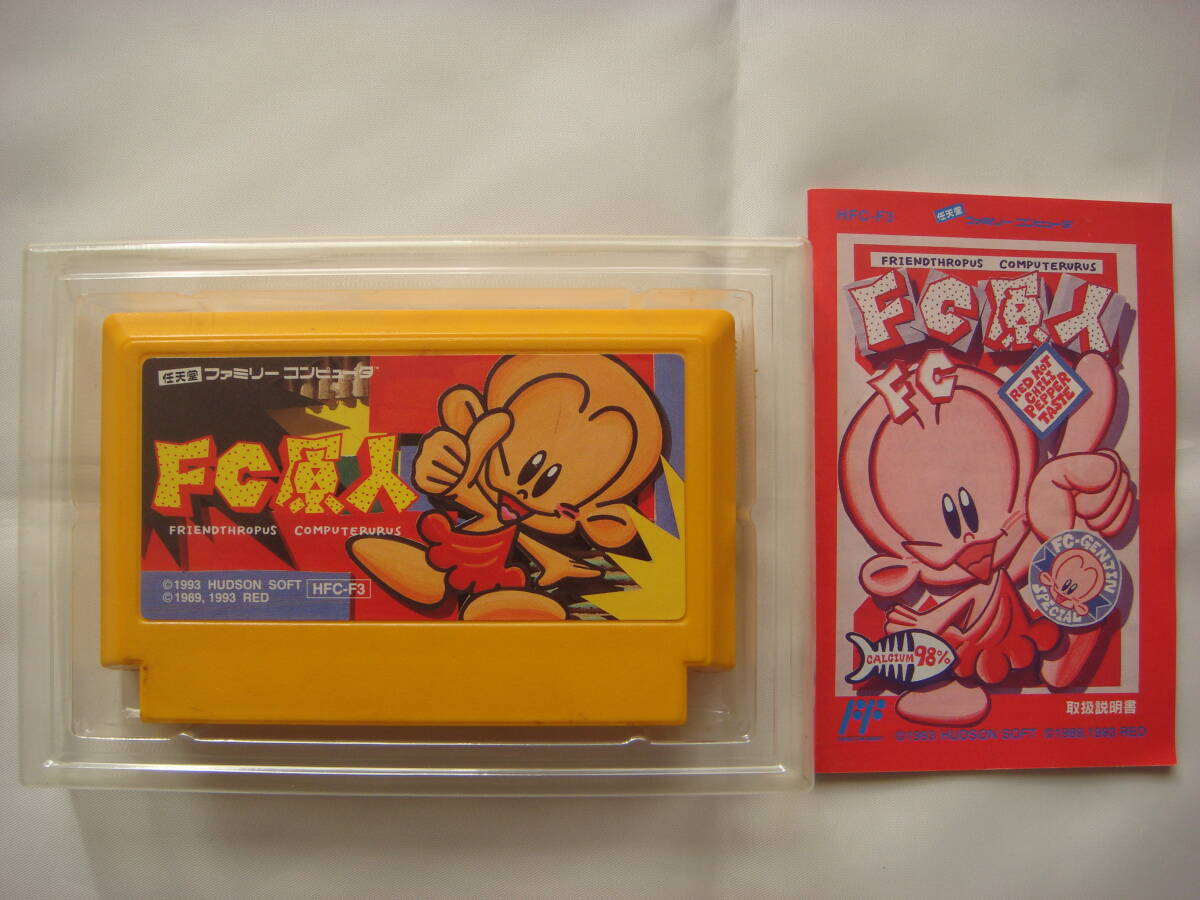 任天堂 ファミリー コンピュータ™
FC原人
FRIENDTHROPUS COMPUTERURUS
©1993 HUDSON SOFT HFC-F3
©1989, 1993 RED
HFC-F3 任天堂 ファミリー コンピュータ
FRIENDTHROPUS COMPUTERURUS
FC原人
FC
RED HOT
CHILI
PEPPER
TASTE
FC-GENJIN
SPECIAL
CALCIUM 98%
取扱説明書
©1993 HUDSON SOFT ©1989,1993 RED